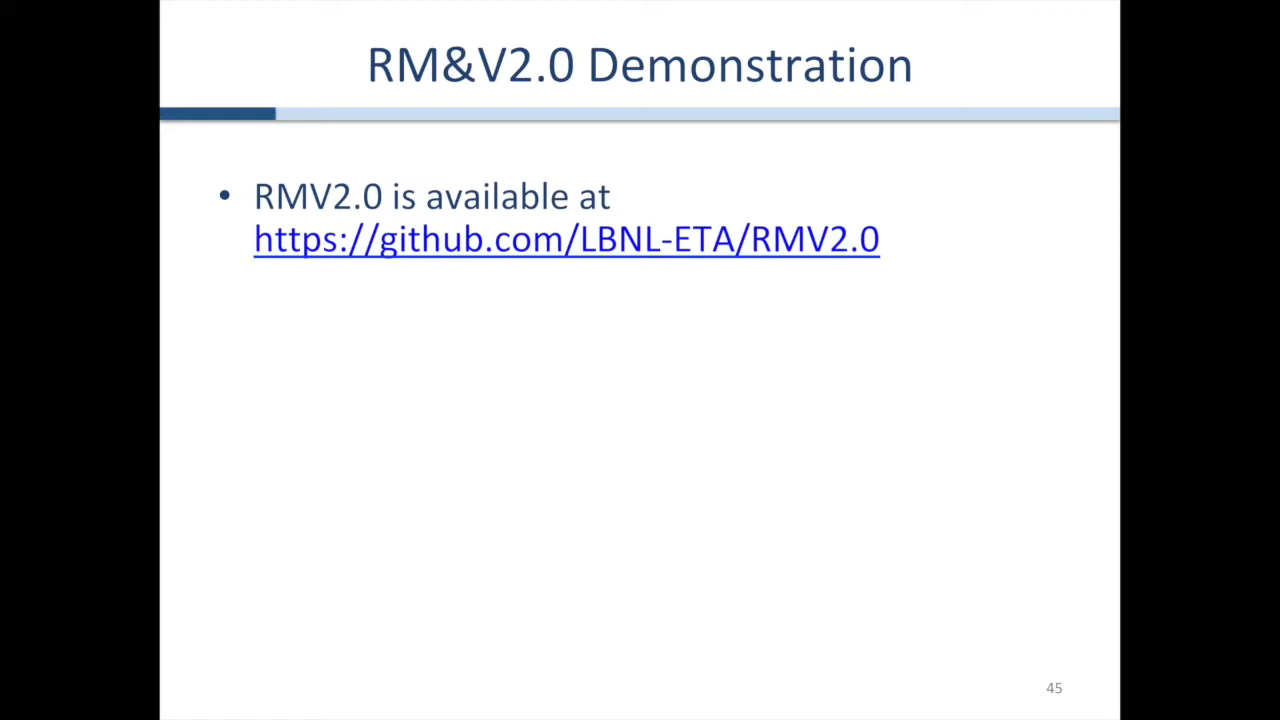 RM&V2.0 Demonstration
• RMV2.0 is available at
https://github.com/LBNL-ETA/RMV2.0
45